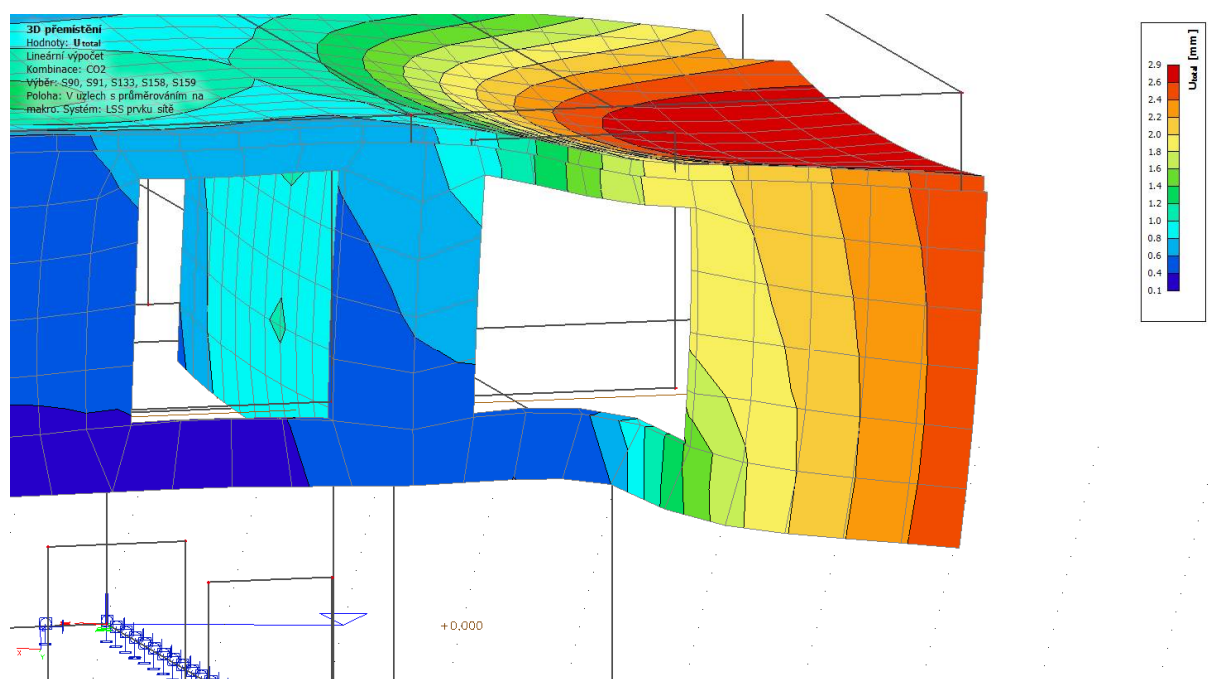 3D přemístění
Hodnoty: Utotal
Lineární výpočet
Kombinace: CO2
Výběr: S90, S91, S133, S158, S159
Poloha: V uzlech s průměrováním na
makro. Systém: LSS prvku sítě
Utotal [mm]
2.9
2.6
2.4
2.2
2.0
1.8
1.6
1.4
1.2
1.0
0.8
0.6
0.4
0.1
+0.000
X
Y